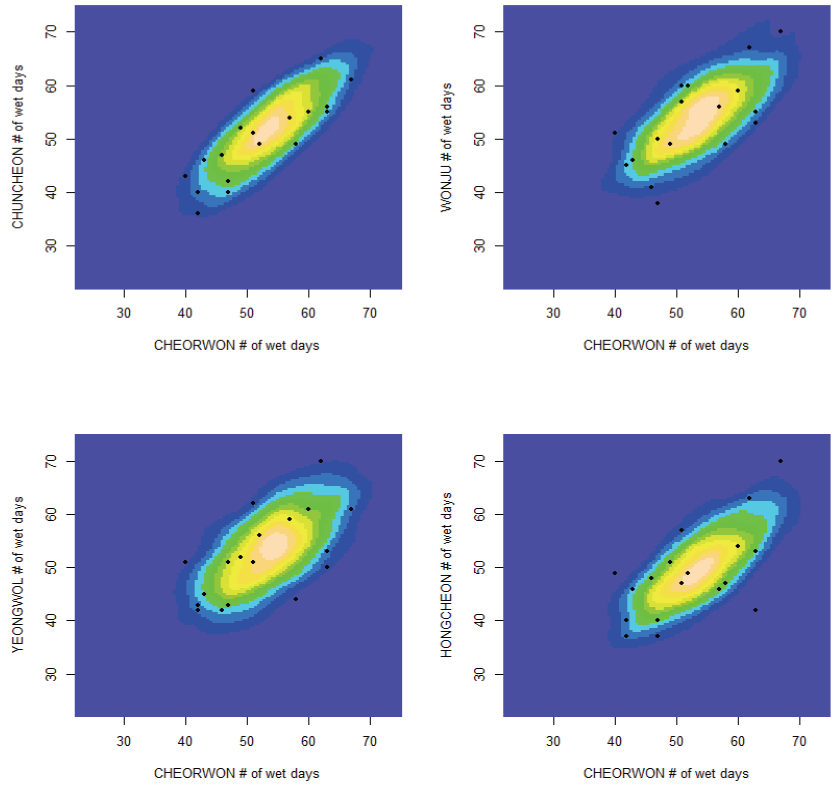 CHUNCHEON # of wet days
70
60
50
40
30
30 40 50 60 70
CHEORWON # of wet days
WONJU # of wet days
70
60
50
40
30
30 40 50 60 70
CHEORWON # of wet days
YEONGWOL # of wet days
70
60
50
40
30
30 40 50 60 70
CHEORWON # of wet days
HONGCHEON # of wet days
70
60
50
40
30
30 40 50 60 70
CHEORWON # of wet days